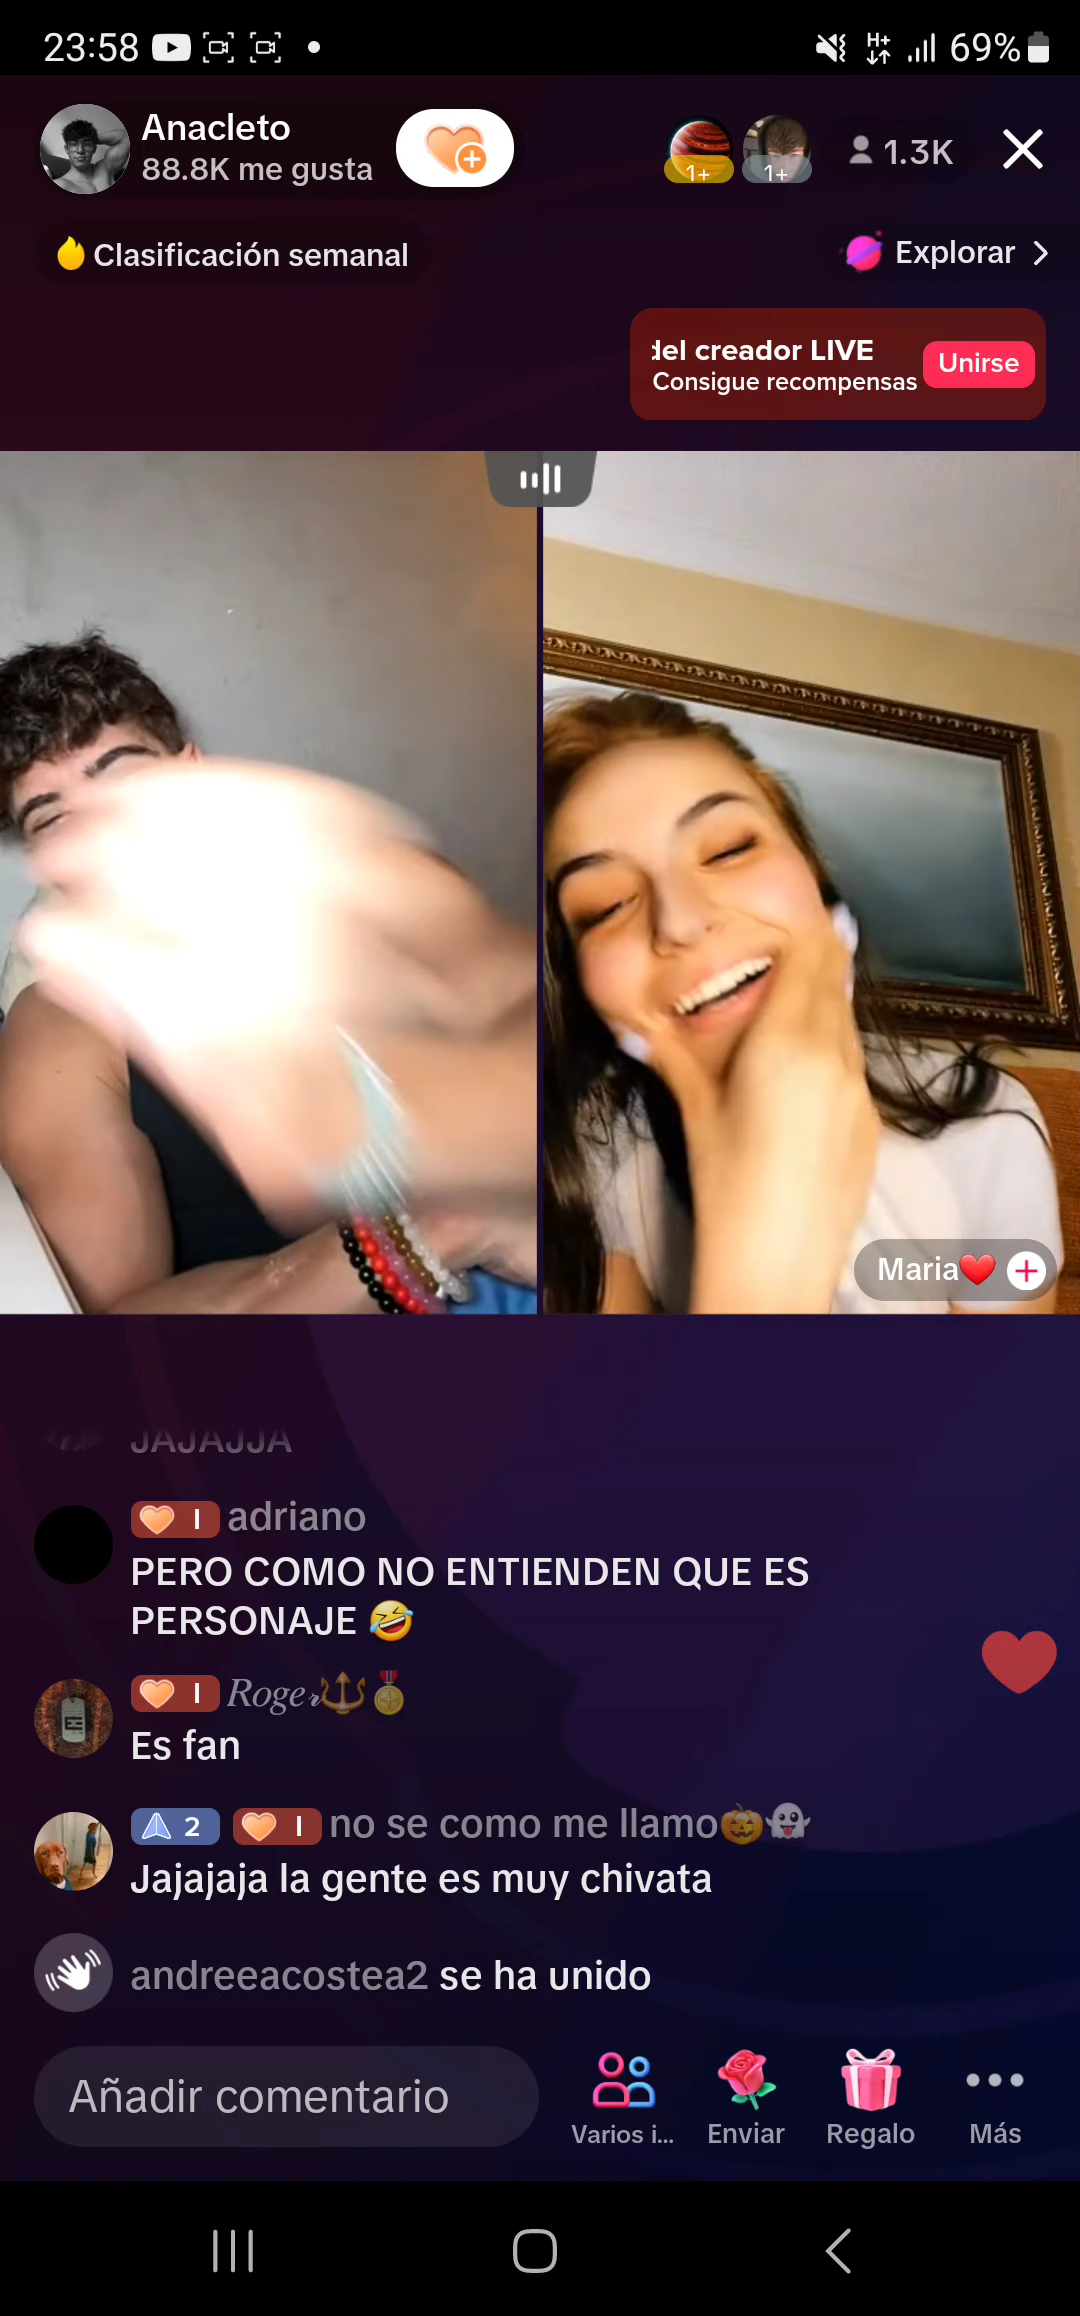 23:58
69%
Anacleto
88.8K me gusta
1+
1+
1.3K
Clasificación semanal
Explorar
del creador LIVE
Consigue recompensas
Unirse
Maria❤️
JAJAJJA
I adriano
PERO COMO NO ENTIENDEN QUE ES
PERSONAJE 🤣
I Roger🔱🎖️
Es fan
2 I no se como me llamo🎃👻
Jajajaja la gente es muy chivata
andreeacostea2 se ha unido
Añadir comentario
Varios i...
Enviar
Regalo
Más